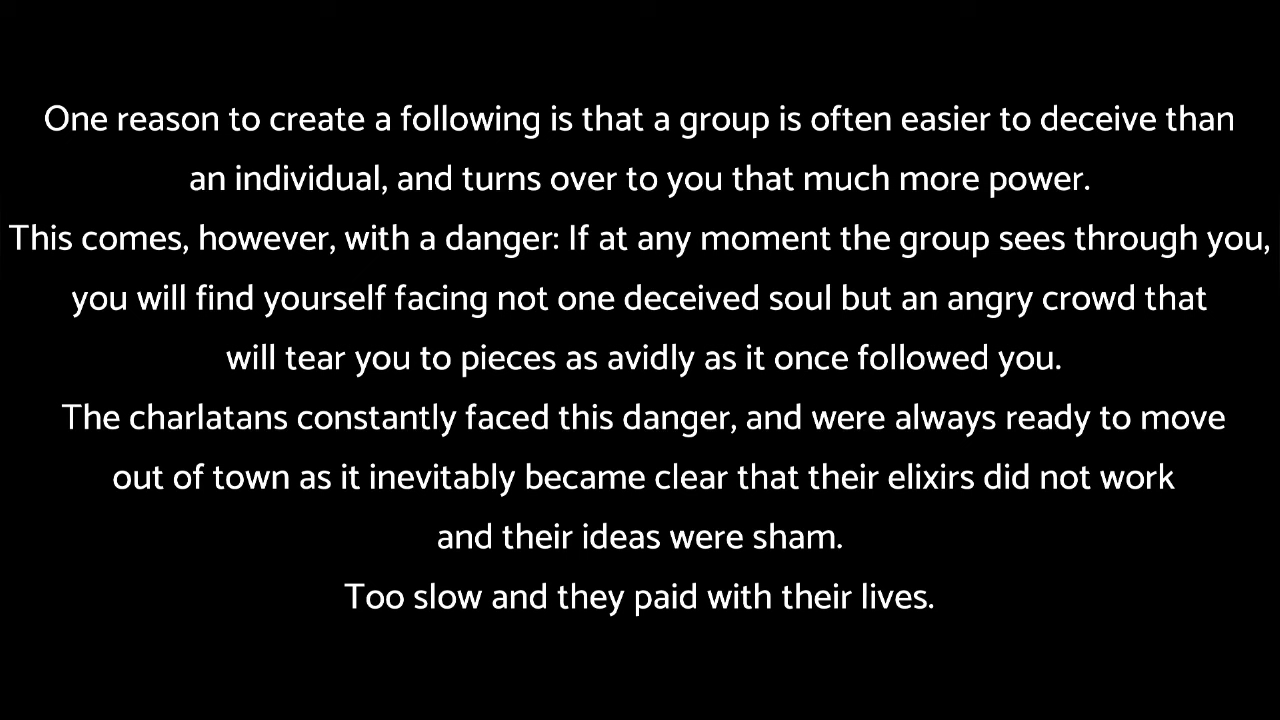 One reason to create a following is that a group is often easier to deceive than
an individual, and turns over to you that much more power.
This comes, however, with a danger: If at any moment the group sees through you,
you will find yourself facing not one deceived soul but an angry crowd that
will tear you to pieces as avidly as it once followed you.
The charlatans constantly faced this danger, and were always ready to move
out of town as it inevitably became clear that their elixirs did not work
and their ideas were sham.
Too slow and they paid with their lives.